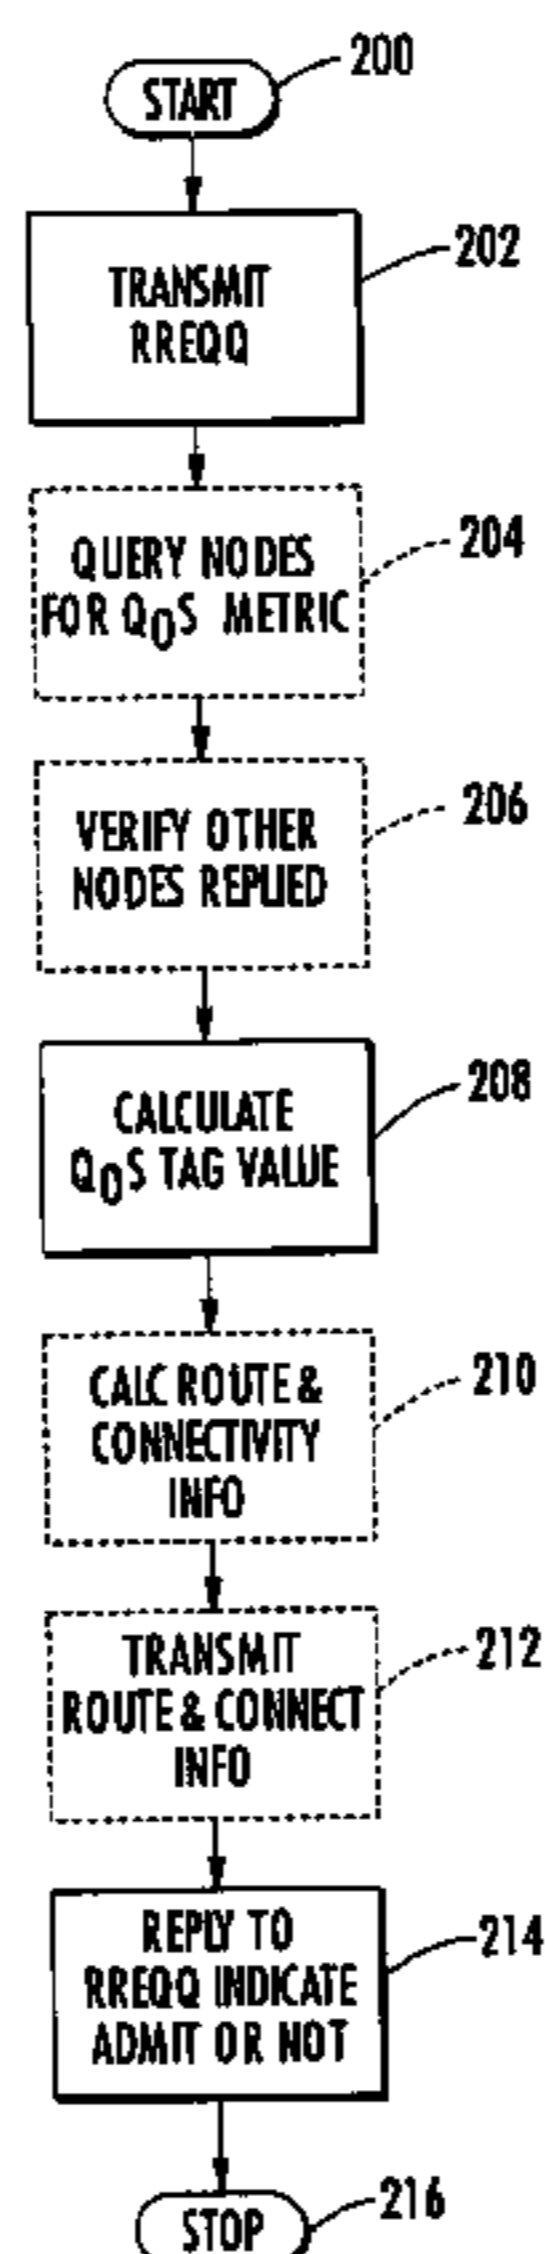 START
200
TRANSMIT
RREQQ
202
QUERY NODES
FOR QoS METRIC
204
VERIFY OTHER
NODES REPLIED
206
CALCULATE
QoS TAG VALUE
208
CALC ROUTE &
CONNECTIVITY
INFO
210
TRANSMIT
ROUTE & CONNECT
INFO
212
REPLY TO
RREQQ INDICATE
ADMIT OR NOT
214
STOP
216